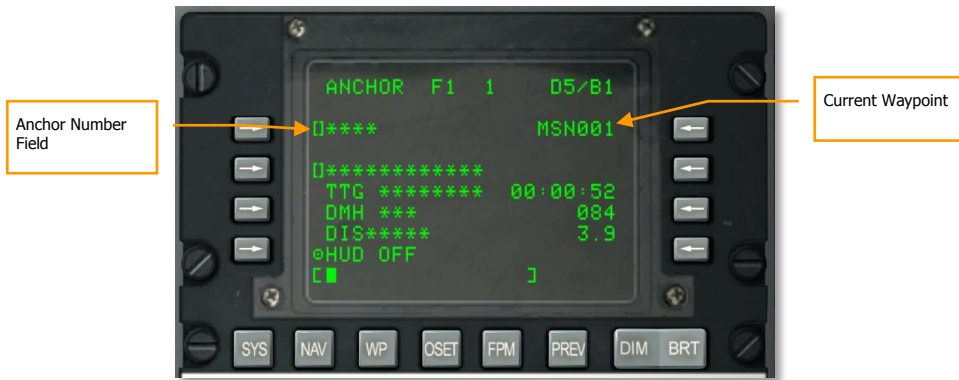 ANCHOR F1 1 D5/B1
Anchor Number
Field
[]**** MSN001
Current Waypoint
[]************
TTG ******** 00:00:52
DMH *** 084
DIS***** 3.9
⊙HUD OFF
[█ ]
SYS NAV WP OSET FPM PREV DIM BRT